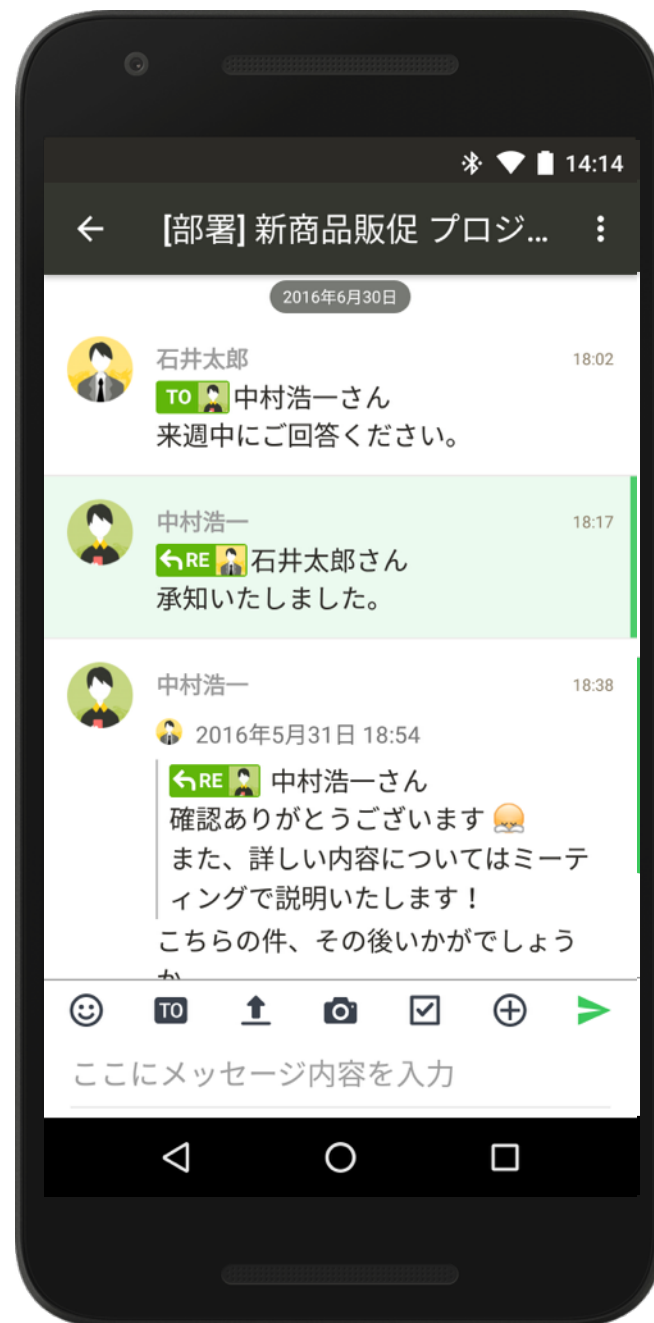 14:14
[部署] 新商品販促 プロジ...
2016年6月30日
石井太郎 18:02
TO 中村浩一さん
来週中にご回答ください。
中村浩一 18:17
RE 石井太郎さん
承知いたしました。
中村浩一 18:38
2016年5月31日 18:54
RE 中村浩一さん
確認ありがとうございます
また、詳しい内容についてはミーテ
ィングで説明いたします！
こちらの件、その後いかがでしょう
TO
ここにメッセージ内容を入力